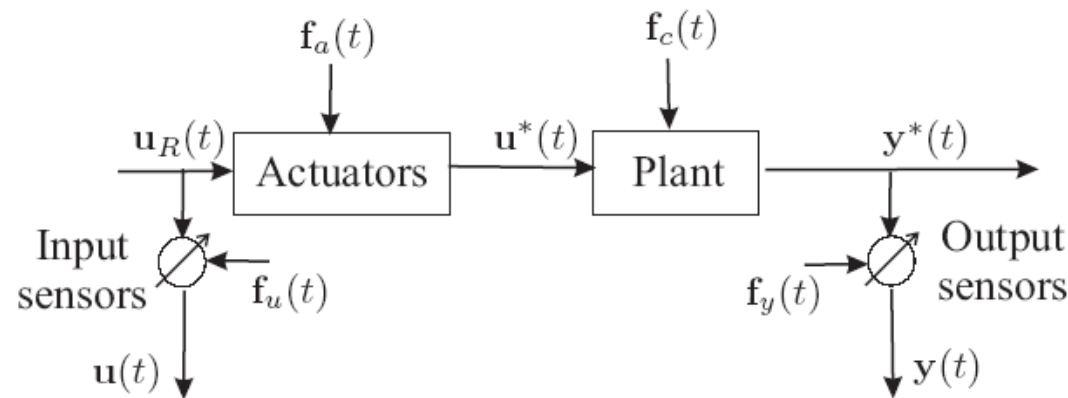 f_a(t)
f_c(t)
u_R(t)
u*(t)
y*(t)
Actuators
Plant
Input
sensors
f_u(t)
f_y(t)
Output
sensors
u(t)
y(t)